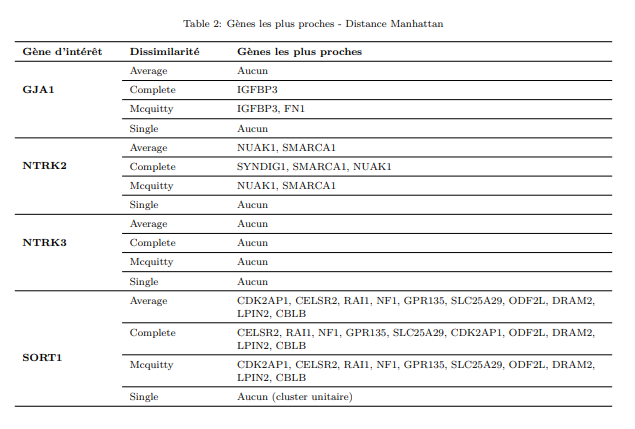 Table 2: Gènes les plus proches - Distance Manhattan
Gène d'intérêt Dissimilarité Gènes les plus proches
Average Aucun
GJA1 Complete IGFBP3
Mcquitty IGFBP3, FN1
Single Aucun
Average NUAK1, SMARCA1
NTRK2 Complete SYNDIG1, SMARCA1, NUAK1
Mcquitty NUAK1, SMARCA1
Single Aucun
Average Aucun
NTRK3 Complete Aucun
Mcquitty Aucun
Single Aucun
Average CDK2AP1, CELSR2, RAI1, NF1, GPR135, SLC25A29, ODF2L, DRAM2,
LPIN2, CBLB
Complete CELSR2, RAI1, NF1, GPR135, SLC25A29, CDK2AP1, ODF2L, DRAM2,
LPIN2, CBLB
SORT1 Mcquitty CDK2AP1, CELSR2, RAI1, NF1, GPR135, SLC25A29, ODF2L, DRAM2,
LPIN2, CBLB
Single Aucun (cluster unitaire)